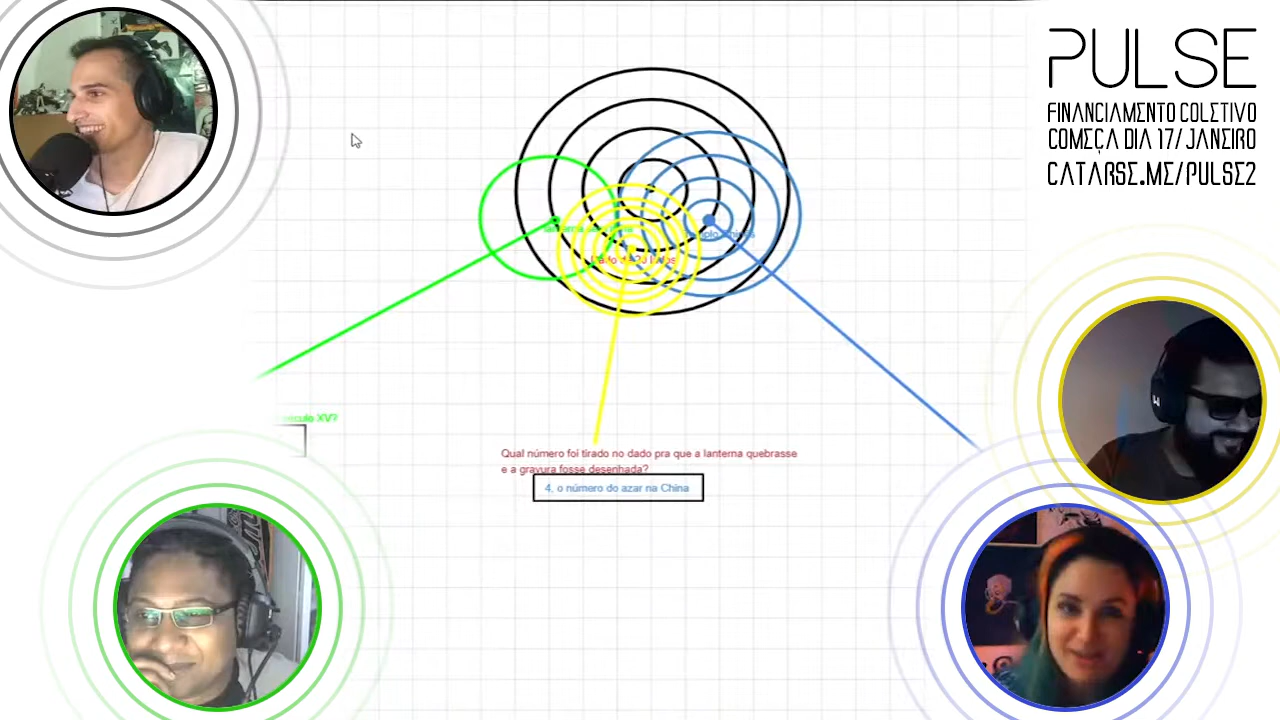 PULSE
FINANCIAMENTO COLETIVO
COMEÇA DIA 17/JANEIRO
CATARSE.ME/PULSE2
XV?
Qual número foi tirado no dado pra que a lanterna quebrasse
e a gravura fosse desenhada?
4, o número do azar na China